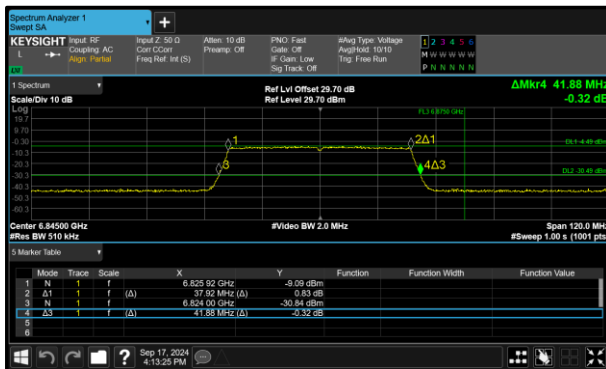 Spectrum Analyzer 1
Swept SA
KEYSIGHT Input: RF Input Z: 50 Ω Atten: 10 dB PNO: Fast #Avg Type: Voltage 1 2 3 4 5 6
L Coupling: AC Corr CCorr Preamp: Off Gate: Off Avg|Hold: 10/10 M W W W W W
Align: Partial Freq Ref: Int (S) IF Gain: Low Trig: Free Run P N N N N N
Sig Track: Off
1 Spectrum Ref Lvl Offset 29.70 dB ΔMkr4 41.88 MHz
Scale/Div 10 dB Ref Level 29.70 dBm -0.32 dB
Log
19.7
9.70
-0.30
-10.3
-20.3
-30.3
-40.3
-50.3
-60.3
1
2Δ1
3
4Δ3
DL1 -4.49 dBm
DL2 -30.49 dBm
Center 6.84500 GHz #Video BW 2.0 MHz Span 120.0 MHz
#Res BW 510 kHz #Sweep 1.00 s (1001 pts
5 Marker Table
Mode Trace Scale X Y Function Function Width Function Value
1 N 1 f 6.825 92 GHz -9.09 dBm
2 Δ1 1 f (Δ) 37.92 MHz (Δ) 0.83 dB
3 N 1 f 6.824 00 GHz -30.84 dBm
4 Δ3 1 f (Δ) 41.88 MHz (Δ) -0.32 dB
5
6
? Sep 17, 2024
4:13:25 PM